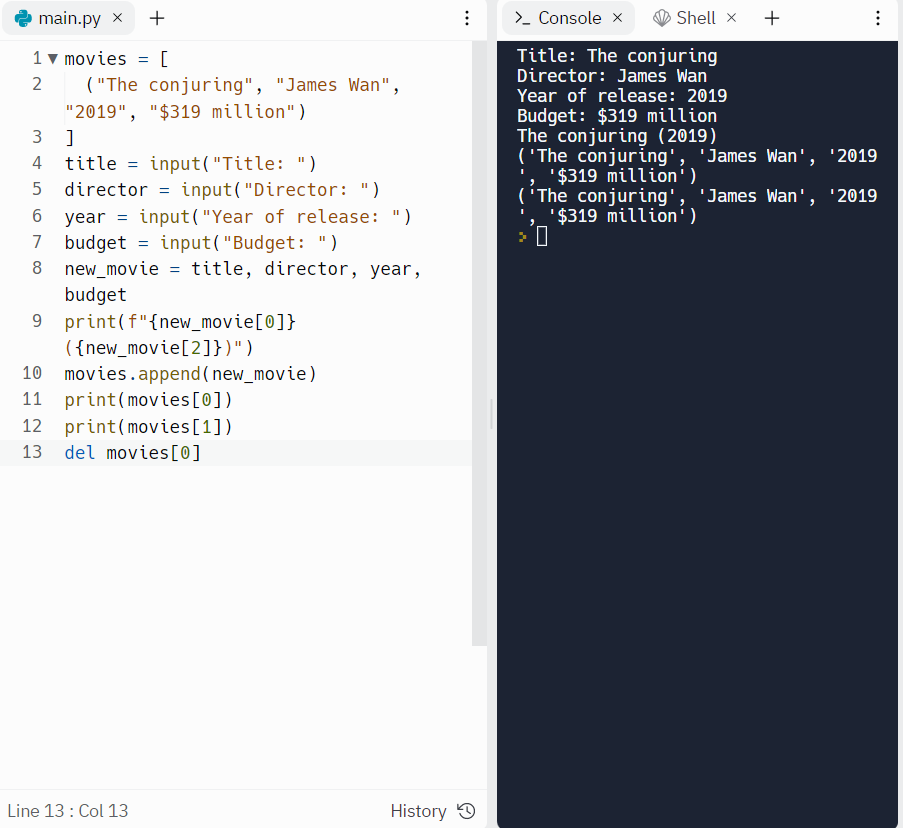 main.py × +
1 movies = [
2 ("The conjuring", "James Wan",
"2019", "$319 million")
3 ]
4 title = input("Title: ")
5 director = input("Director: ")
6 year = input("Year of release: ")
7 budget = input("Budget: ")
8 new_movie = title, director, year,
budget
9 print(f"{new_movie[0]}
({new_movie[2]})")
10 movies.append(new_movie)
11 print(movies[0])
12 print(movies[1])
13 del movies[0]
Line 13 : Col 13
History
>_ Console × Shell × +
Title: The conjuring
Director: James Wan
Year of release: 2019
Budget: $319 million
The conjuring (2019)
('The conjuring', 'James Wan', '2019
', '$319 million')
('The conjuring', 'James Wan', '2019
', '$319 million')
>